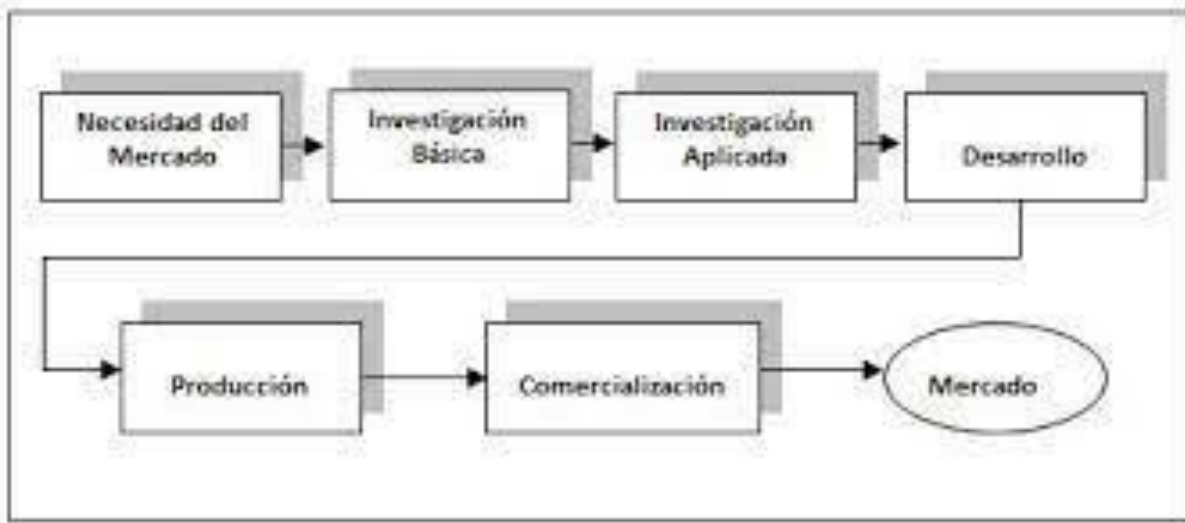 Necesidad del
Mercado
Investigación
Básica
Investigación
Aplicada
Desarrollo
Producción
Comercialización
Mercado